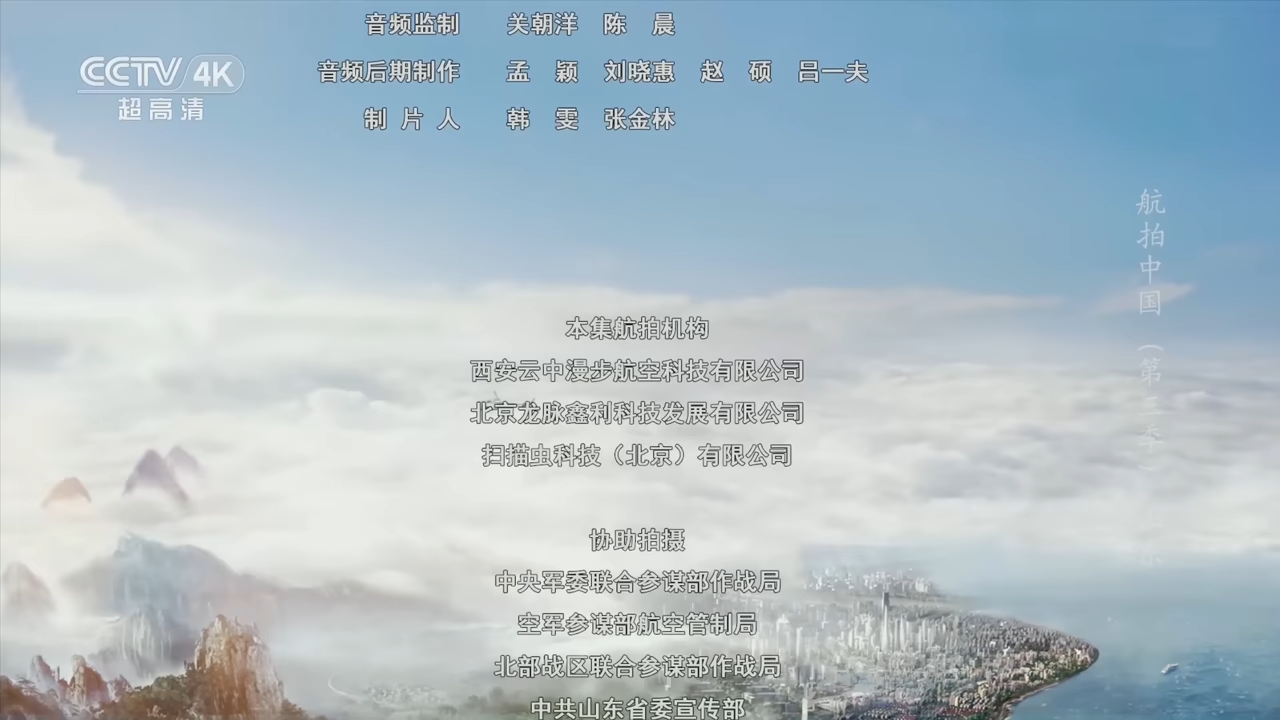 音频监制 关朝洋 陈晨
CCTV 4K
超高清
音频后期制作 孟颖 刘晓惠 赵硕 吕一夫
制片人 韩雯 张金林
航拍中国（第三季）
本集航拍机构
西安云中漫步航空科技有限公司
北京龙脉鑫利科技发展有限公司
扫描虫科技（北京）有限公司
协助拍摄
中央军委联合参谋部作战局
空军参谋部航空管制局
北部战区联合参谋部作战局
中共山东省委宣传部